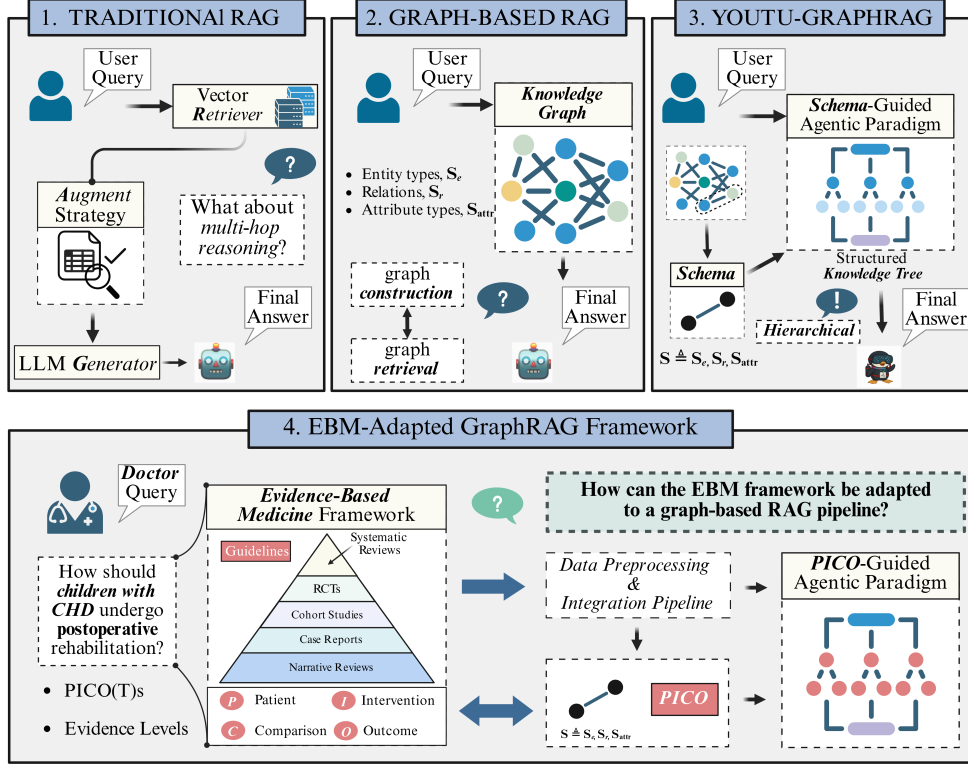 1. TRADITIONAL RAG
User
Query
Vector
Retriever
?
Augment
Strategy
What about
multi-hop
reasoning?
Final
Answer
LLM Generator
2. GRAPH-BASED RAG
User
Query
Knowledge
Graph
• Entity types, Se
• Relations, Sr
• Attribute types, Sattr
graph
construction
?
Final
Answer
graph
retrieval
3. YOUTU-GRAPHRAG
User
Query
Schema-Guided
Agentic Paradigm
Structured
Knowledge Tree
Schema
!
Hierarchical
Final
Answer
S ≜ Se, Sr, Sattr
4. EBM-Adapted GraphRAG Framework
Doctor
Query
Evidence-Based
Medicine Framework
Guidelines
Systematic
Reviews
RCTs
Cohort Studies
Case Reports
Narrative Reviews
P Patient
I Intervention
C Comparison
O Outcome
How should
children with
CHD undergo
postoperative
rehabilitation?
• PICO(T)s
• Evidence Levels
?
How can the EBM framework be adapted
to a graph-based RAG pipeline?
Data Preprocessing
&
Integration Pipeline
PICO-Guided
Agentic Paradigm
PICO
S ≜ Se, Sr, Sattr